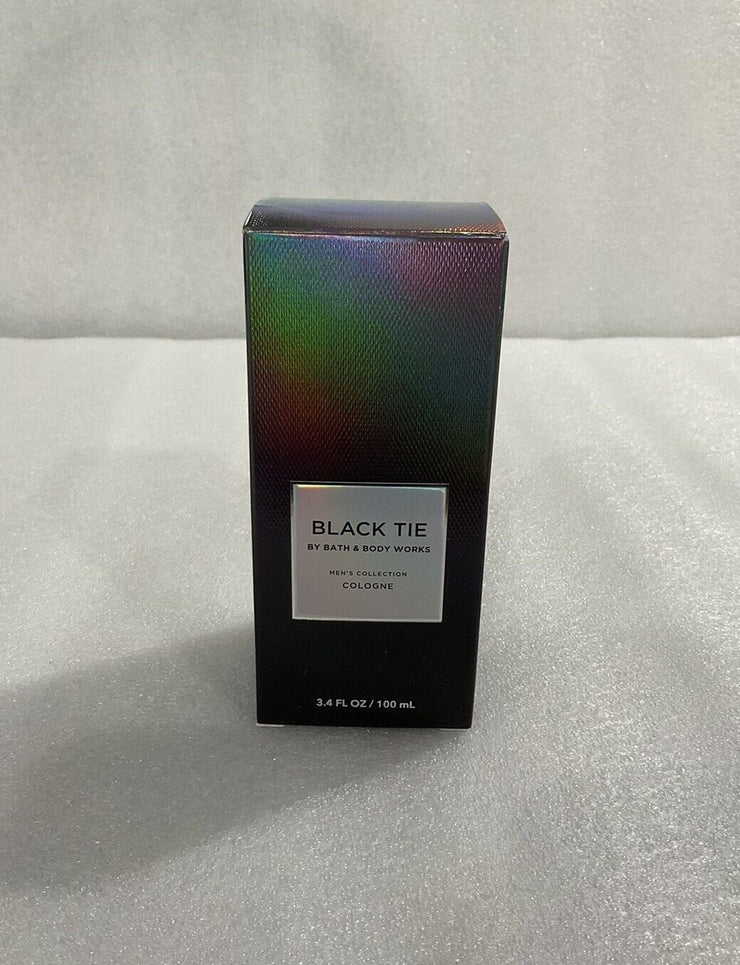 BLACK TIE
BY BATH & BODY WORKS
MEN'S COLLECTION
COLOGNE
3.4 FL OZ / 100 mL